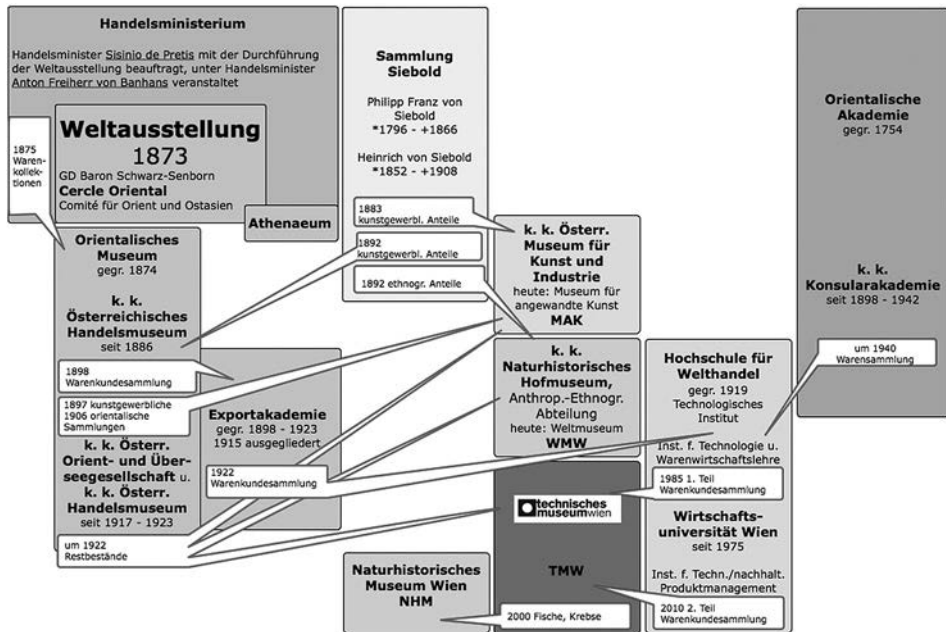 Handelsministerium
Handelsminister Sisinio de Pretis mit der Durchführung
der Weltausstellung beauftragt, unter Handelsminister
Anton Freiherr von Banhans veranstaltet
Weltausstellung
1873
GD Baron Schwarz-Senborn
Cercle Oriental
Comité für Orient und Ostasien
Athenaeum
1875
Waren-
kollek-
tionen
Orientalisches
Museum
gegr. 1874
k. k.
Österreichisches
Handelsmuseum
seit 1886
1898
Warenkundesammlung
1897 kunstgewerbliche
1906 orientalische
Sammlungen
k. k. Österr.
Orient- und Über-
seegesellschaft u.
k. k. Österr.
Handelsmuseum
seit 1917 - 1923
um 1922
Restbestände
Exportakademie
gegr. 1898 - 1923
1915 ausgegliedert
1922
Warenkundesammlung
Sammlung
Siebold
Philipp Franz von
Siebold
*1796 - +1866
Heinrich von Siebold
*1852 - +1908
1883
kunstgewerbl. Anteile
1892
kunstgewerbl. Anteile
1892 ethnogr. Anteile
k. k. Österr.
Museum für
Kunst und
Industrie
heute: Museum für
angewandte Kunst
MAK
k. k.
Naturhistorisches
Hofmuseum,
Anthrop.-Ethnogr.
Abteilung
heute: Weltmuseum
WMW
technisches
museumwien
TMW
2000 Fische, Krebse
Naturhistorisches
Museum Wien
NHM
Hochschule für
Welthandel
gegr. 1919
Technologisches
Institut
Inst. f. Technologie u.
Warenwirtschaftslehre
1985 1. Teil
Warenkundesammlung
Wirtschafts-
universität Wien
seit 1975
Inst. f. Techn./nachhalt.
Produktmanagement
2010 2. Teil
Warenkundesammlung
Orientalische
Akademie
gegr. 1754
k. k.
Konsularakademie
seit 1898 - 1942
um 1940
Warensammlung